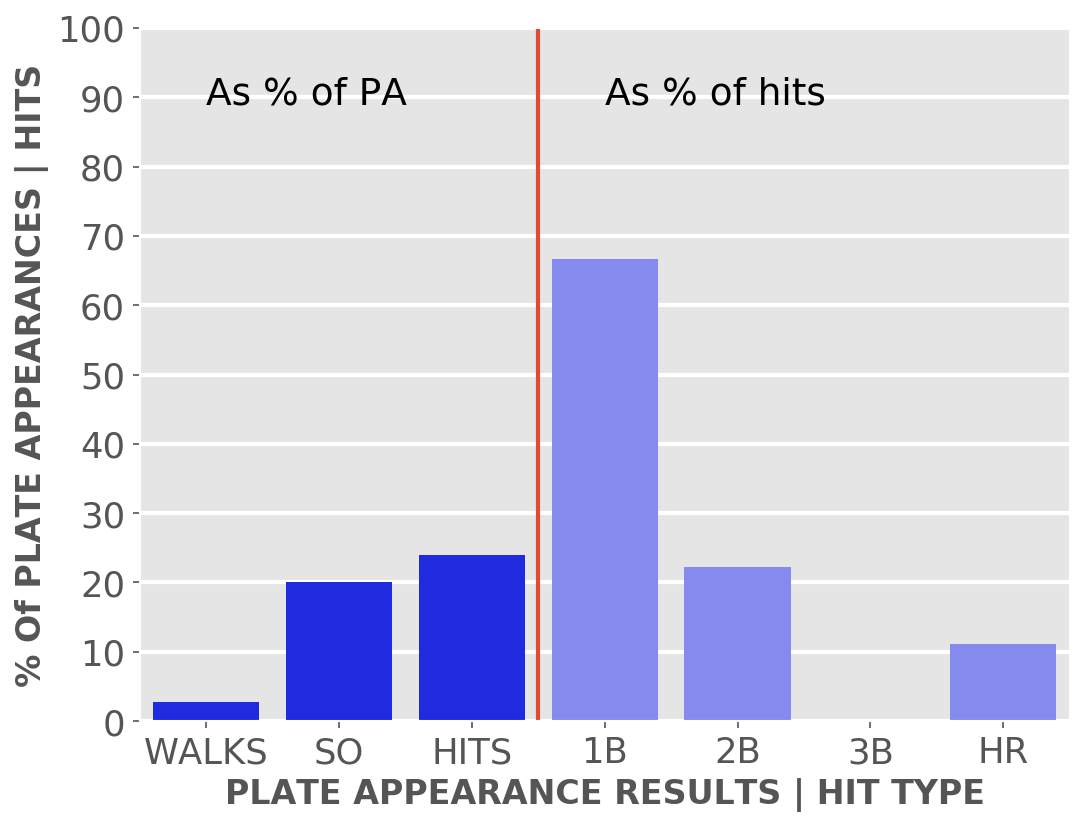 % Of PLATE APPEARANCES | HITS
100
90
80
70
60
50
40
30
20
10
0
As % of PA
As % of hits
WALKS SO HITS 1B 2B 3B HR
PLATE APPEARANCE RESULTS | HIT TYPE